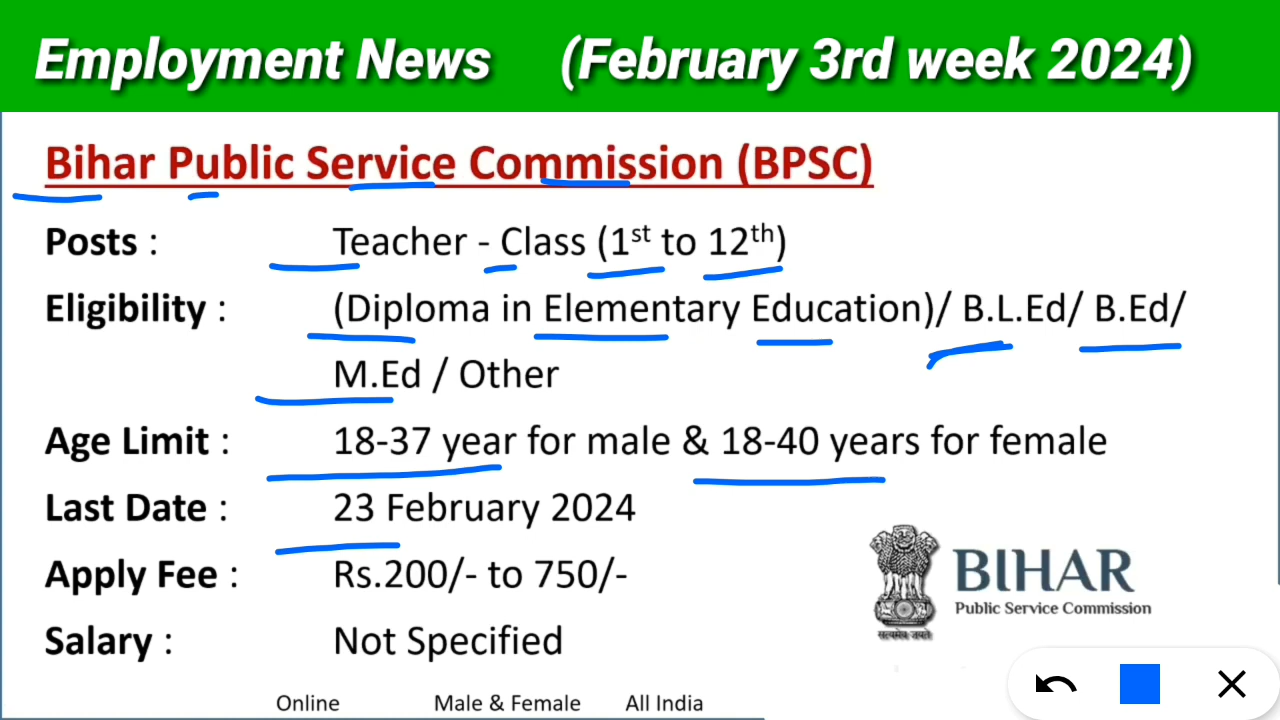 Employment News (February 3rd week 2024)
Bihar Public Service Commission (BPSC)
Posts : Teacher - Class (1st to 12th)
Eligibility : (Diploma in Elementary Education)/ B.L.Ed/ B.Ed/
M.Ed / Other
Age Limit : 18-37 year for male & 18-40 years for female
Last Date : 23 February 2024
Apply Fee : Rs.200/- to 750/-
Salary : Not Specified
BIHAR
Public Service Commission
सत्यमेव जयते
Online Male & Female All India